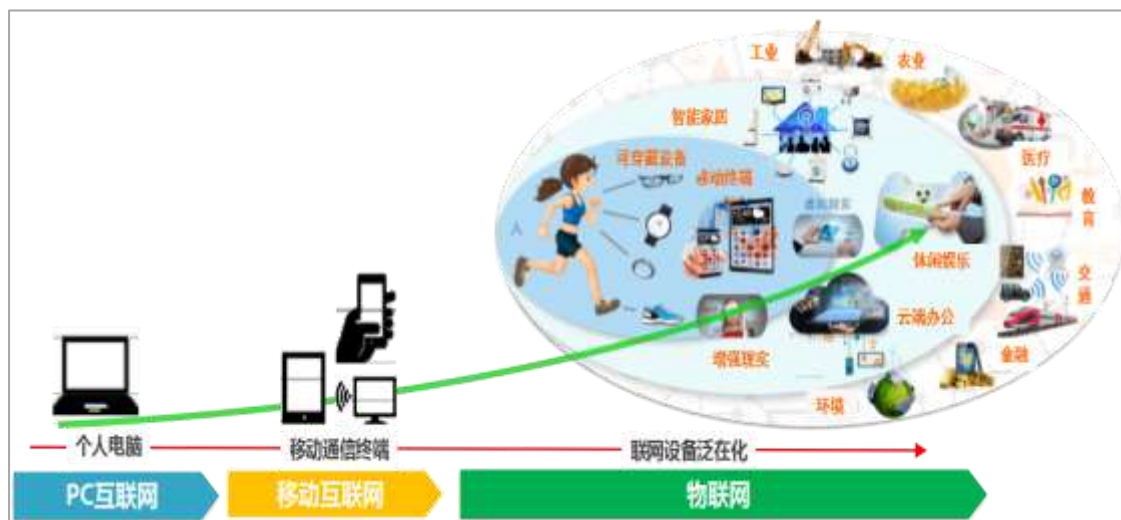 工业
农业
智能家居
医疗
可穿戴设备
移动终端
教育
人
休闲娱乐
交通
云端办公
增强现实
金融
环境
个人电脑
移动通信终端
联网设备泛在化
PC互联网
移动互联网
物联网